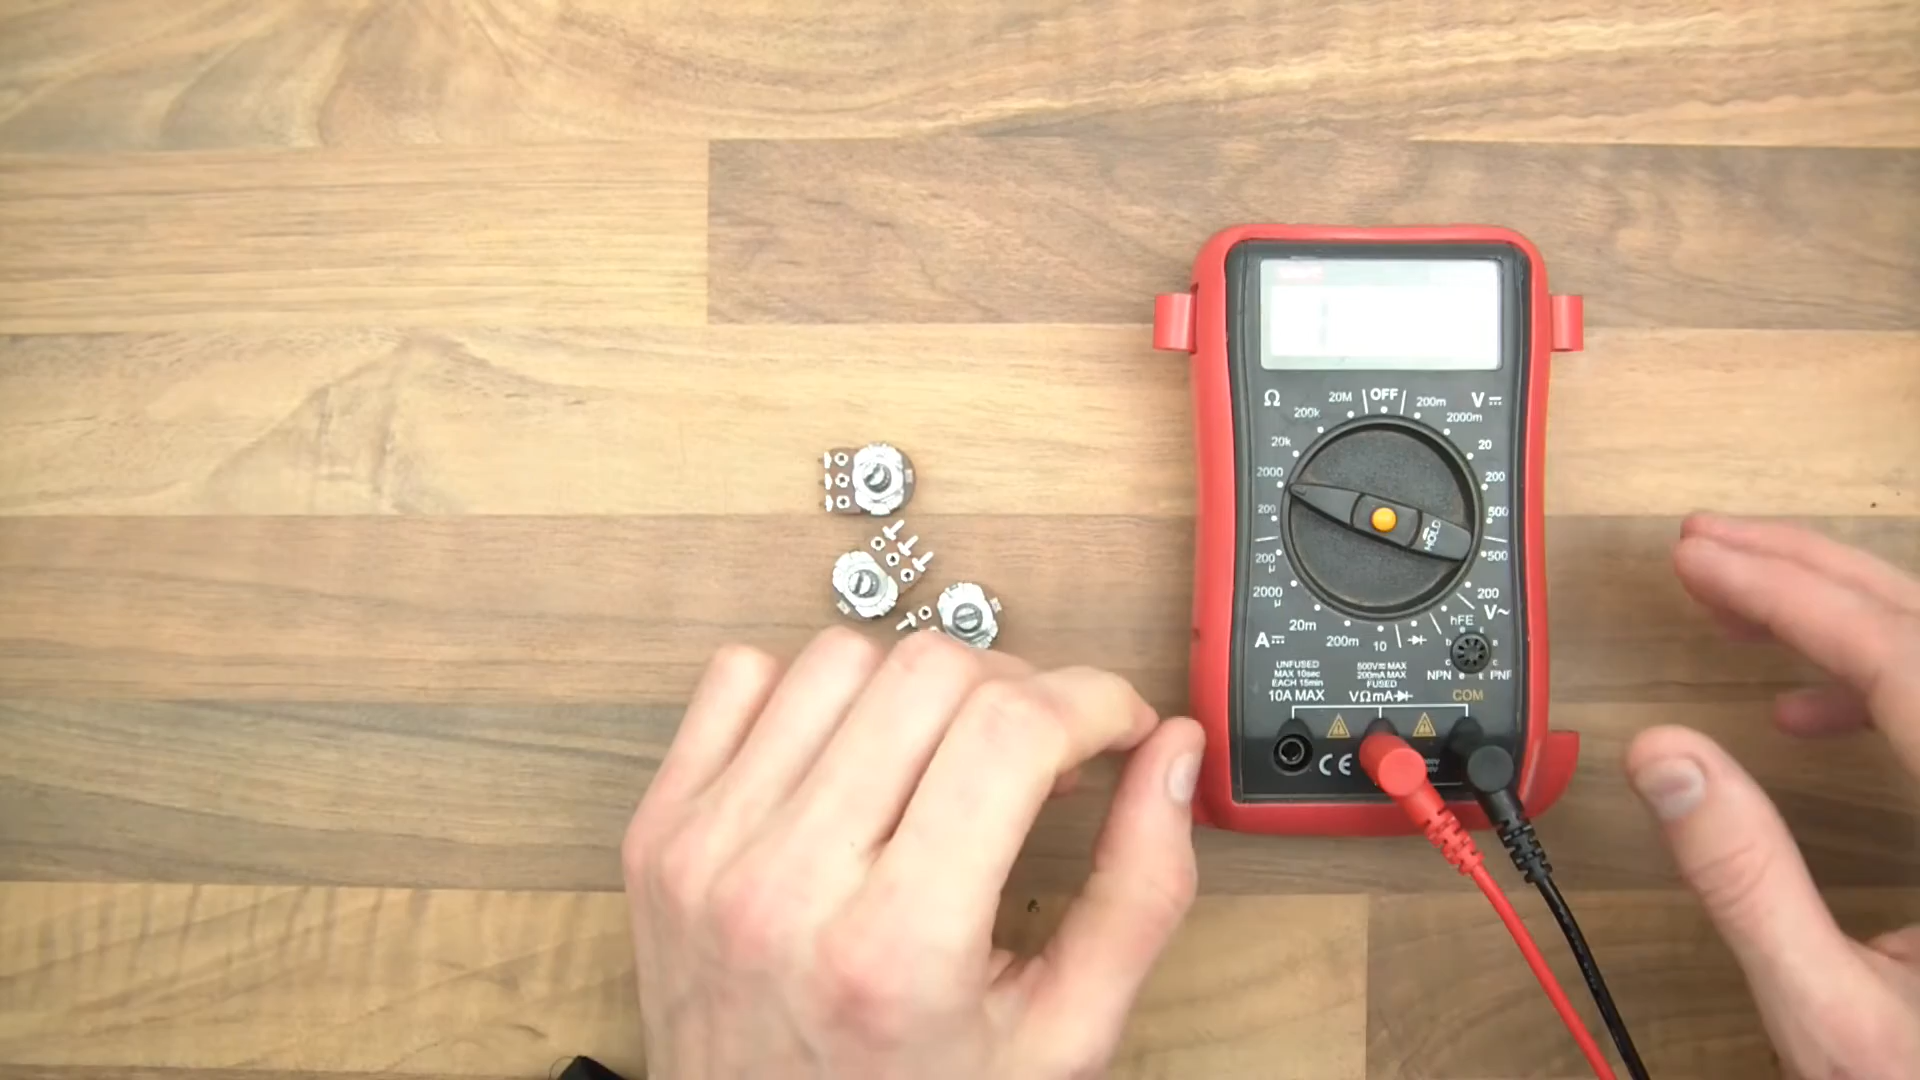 Ω 20M OFF 200m V
200k 2000m
20k 20
2000 200
200 500
HOLD
200 500
μ
2000 200
μ V~
20m hFE
A 200m 10
UNFUSED
MAX 10sec
EACH 15min
10A MAX
500V MAX
200mA MAX
FUSED
VΩmA
NPN PNP
COM
CE